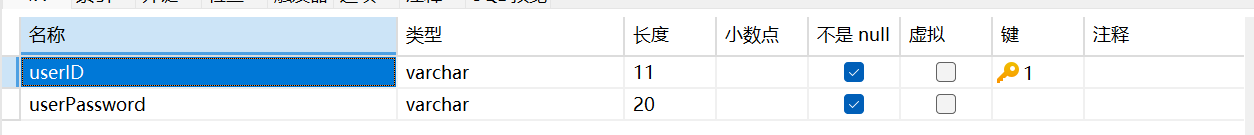 名称 类型 长度 小数点 不是 null 虚拟 键 注释
userID varchar 11 1
userPassword varchar 20